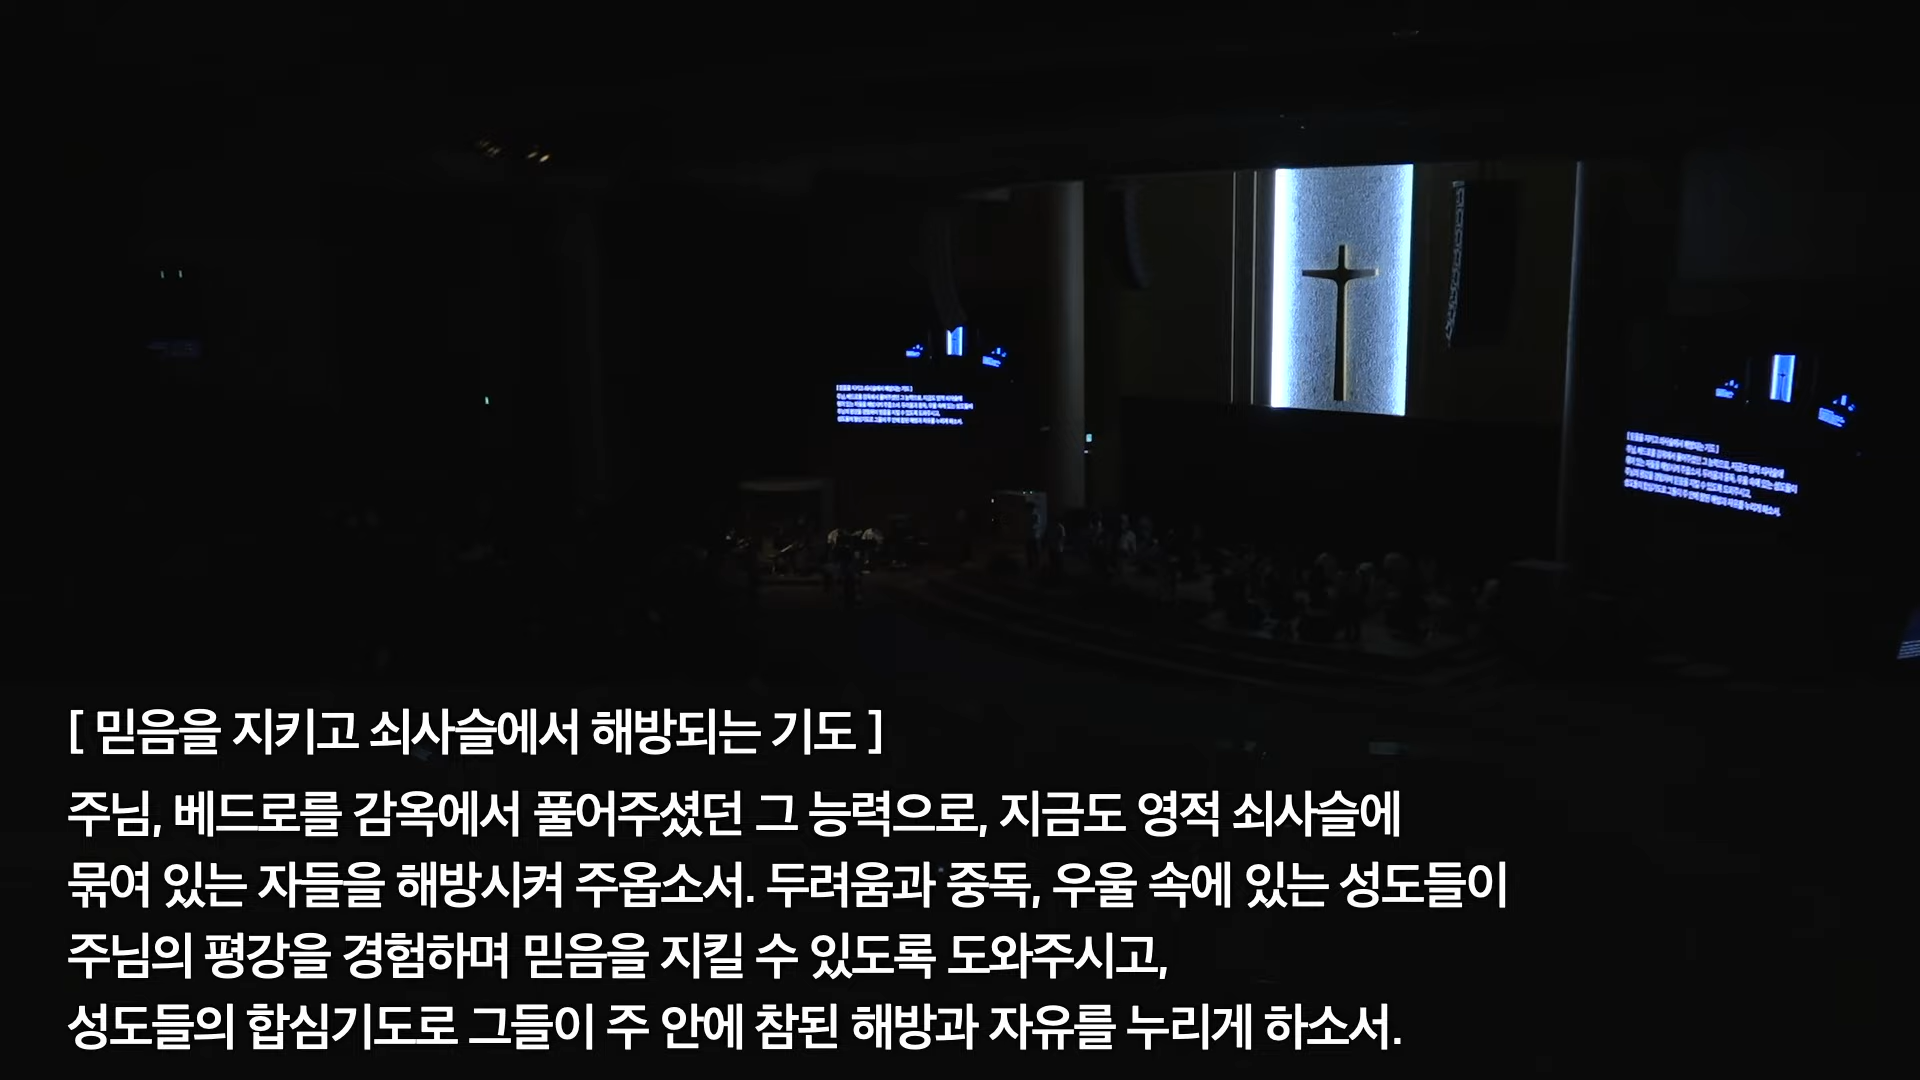 [ 믿음을 지키고 쇠사슬에서 해방되는 기도 ]
주님, 베드로를 감옥에서 풀어주셨던 그 능력으로, 지금도 영적 쇠사슬에
묶여 있는 자들을 해방시켜 주옵소서. 두려움과 중독, 우울 속에 있는 성도들이
주님의 평강을 경험하며 믿음을 지킬 수 있도록 도와주시고,
성도들의 합심기도로 그들이 주 안에 참된 해방과 자유를 누리게 하소서.